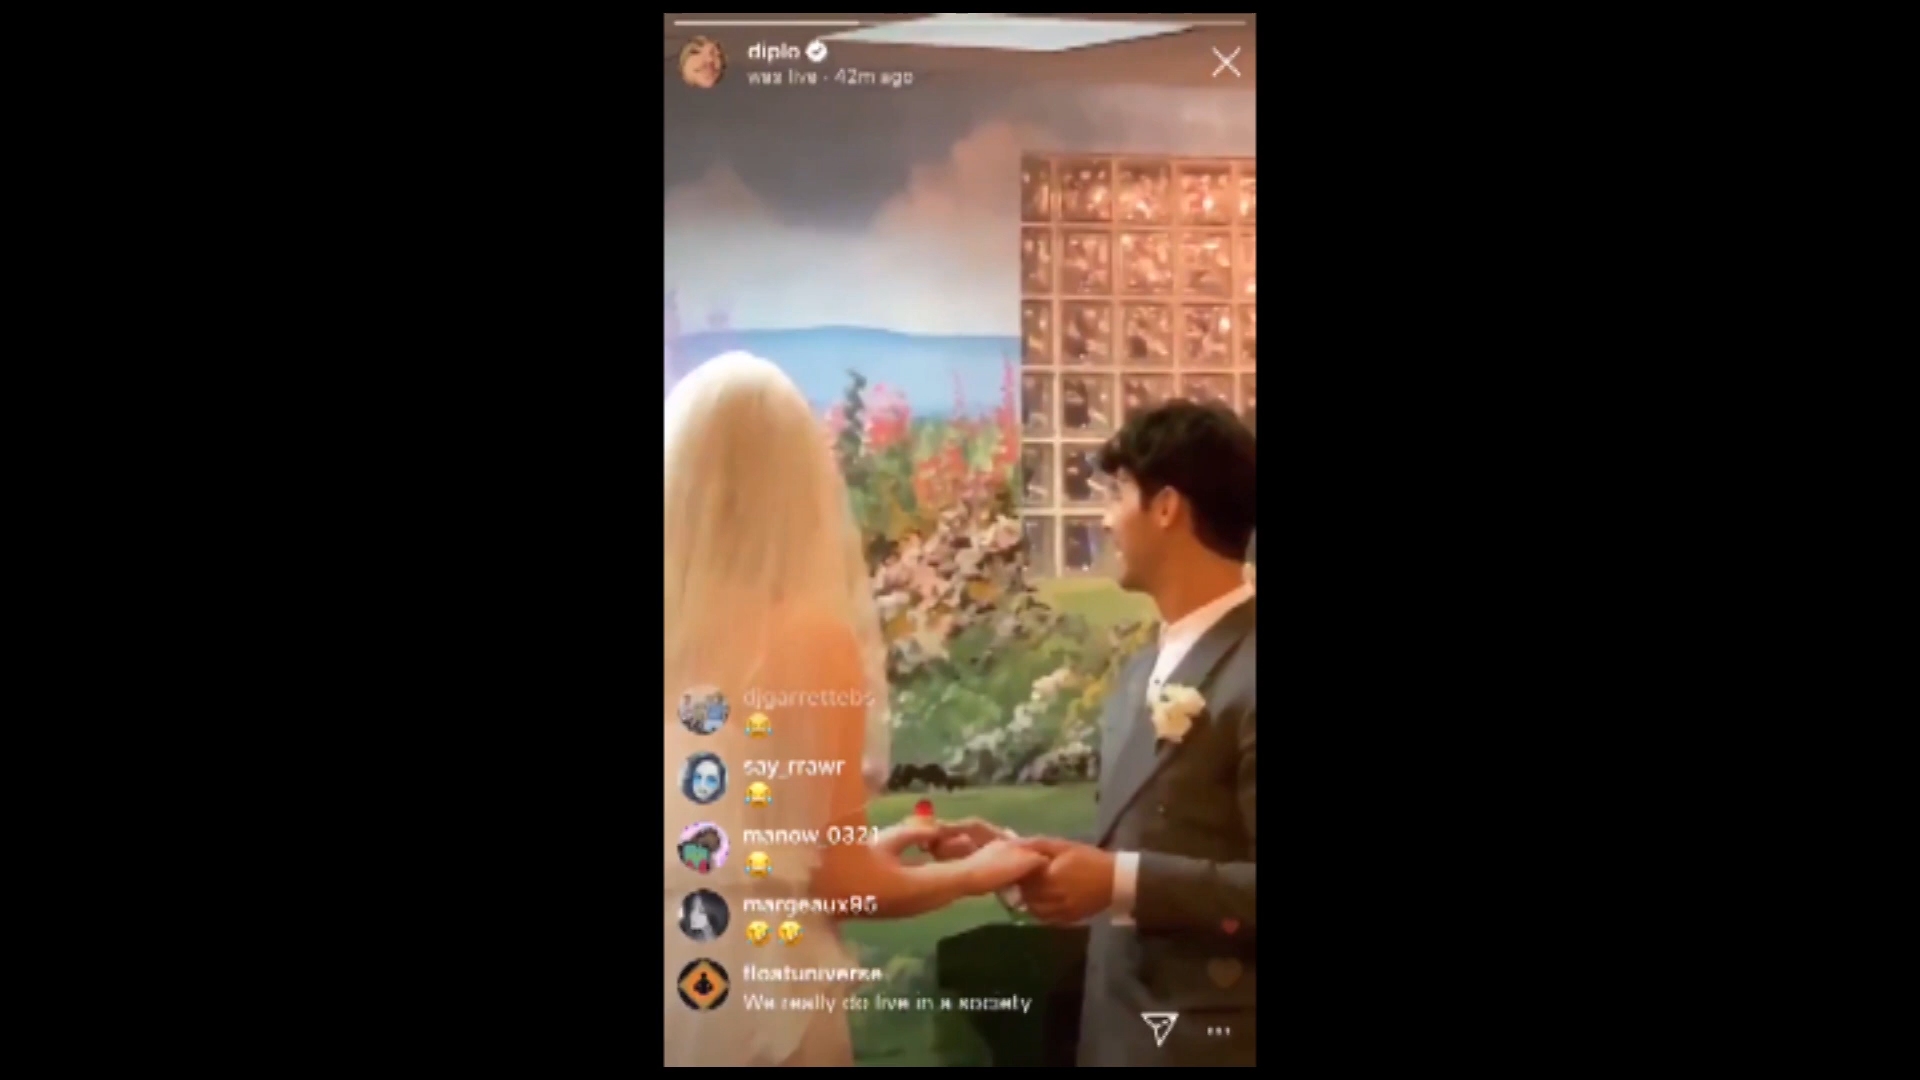 diplo
was live · 42m ago
djgarrettebs
😂
say_rrawr
😂
manow_0321
😂
margeaux85
🤣🤣
floatuniverse
We really do live in a society